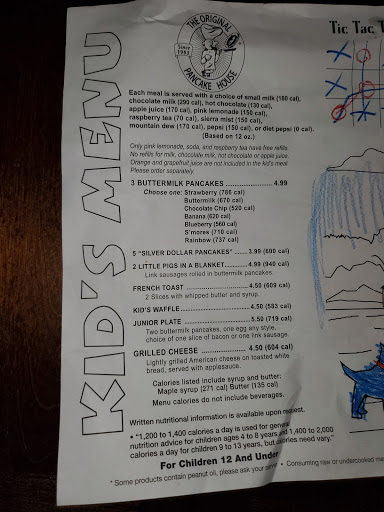 KID'S MENU
THE ORIGINAL
PANCAKE HOUSE
Since
1953
Tic Tac T
Each meal is served with a choice of small milk (180 cal),
chocolate milk (290 cal), hot chocolate (130 cal),
apple juice (170 cal), pink lemonade (150 cal),
raspberry tea (70 cal), sierra mist (150 cal),
mountain dew (170 cal), pepsi (150 cal), or diet pepsi (0 cal).
(Based on 12 oz.)
Only pink lemonade, soda, and raspberry tea have free refills.
No refills for milk, chocolate milk, hot chocolate or apple juice.
Orange and grapefruit juice are not included in the kid's meal.
Please order separately.
3 BUTTERMILK PANCAKES ........................ 4.99
Choose one: Strawberry (786 cal)
Buttermilk (670 cal)
Chocolate Chip (520 cal)
Banana (620 cal)
Blueberry (560 cal)
S'mores (710 cal)
Rainbow (737 cal)
5 "SILVER DOLLAR PANCAKES" ...... 3.99 (600 cal)
2 LITTLE PIGS IN A BLANKET ........ 4.99 (940 cal)
Link sausages rolled in buttermilk pancakes.
FRENCH TOAST ........................ 4.50 (609 cal)
2 Slices with whipped butter and syrup.
KID'S WAFFLE ........................ 4.50 (583 cal)
JUNIOR PLATE ........................ 5.50 (719 cal)
Two buttermilk pancakes, one egg any style,
choice of one slice of bacon or one link sausage.
GRILLED CHEESE ........................ 4.50 (604 cal)
Lightly grilled American cheese on toasted white
bread, served with applesauce.
Calories listed include syrup and butter:
Maple syrup (271 cal) Butter (135 cal)
Menu calories do not include beverages.
Written nutritional information is available upon request.
• "1,200 to 1,400 calories a day is used for general
nutrition advice for children ages 4 to 8 years and 1,400 to 2,000
calories a day for children 9 to 13 years, but calories need vary."
For Children 12 And Under
* Some products contain peanut oil, please ask your server • Consuming raw or undercooked me